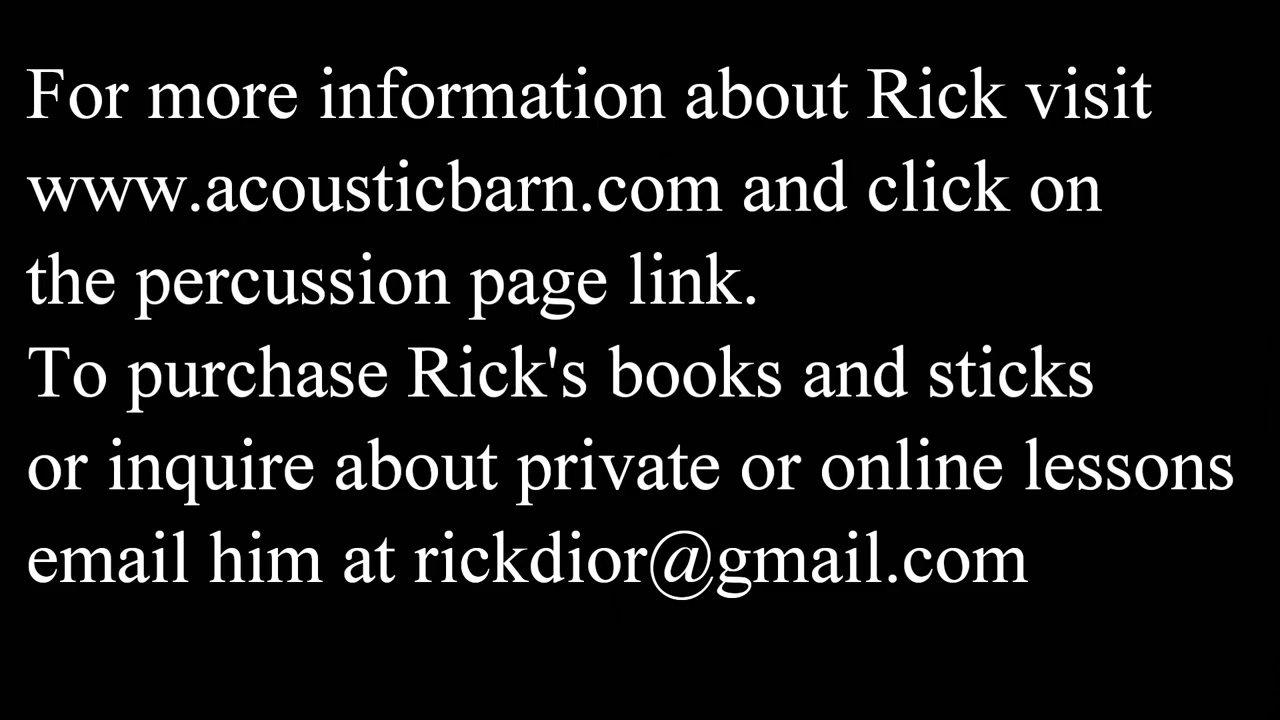 For more information about Rick visit
www.acousticbarn.com and click on
the percussion page link.
To purchase Rick's books and sticks
or inquire about private or online lessons
email him at rickdior@gmail.com